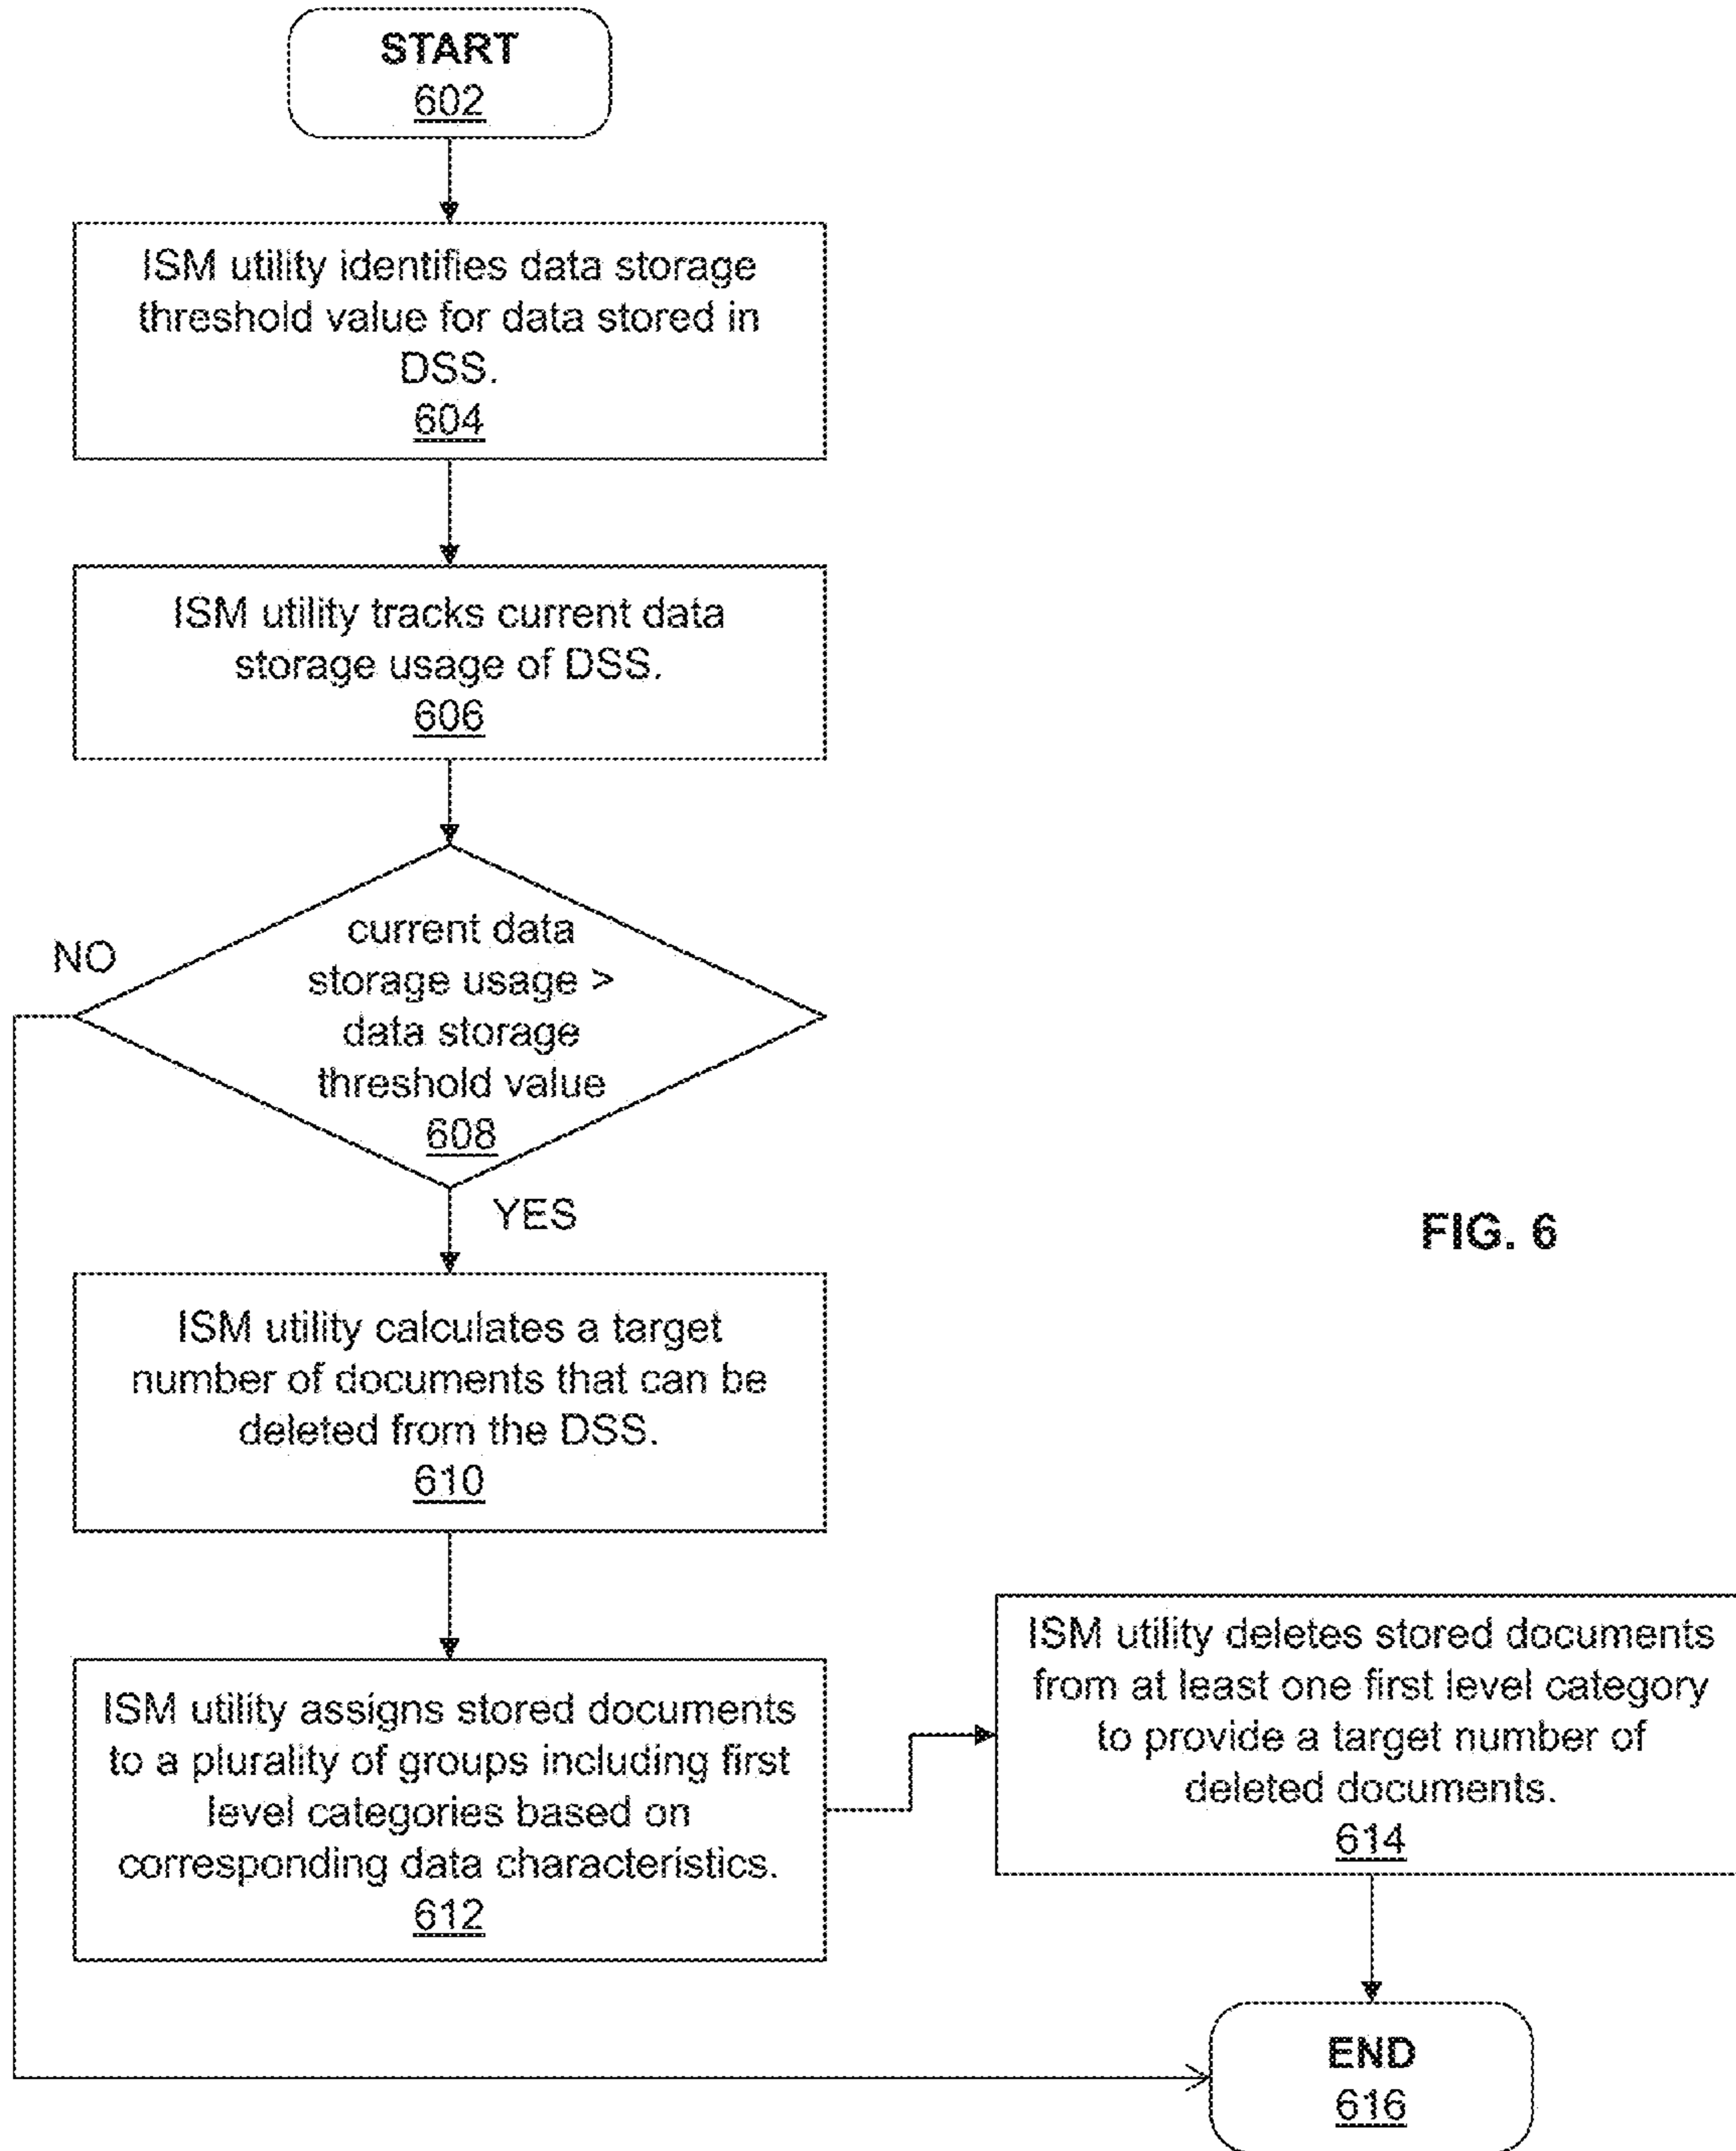 START
602
ISM utility identifies data storage
threshold value for data stored in
DSS.
604
ISM utility tracks current data
storage usage of DSS.
606
current data
storage usage >
data storage
threshold value
608
NO
YES
ISM utility calculates a target
number of documents that can be
deleted from the DSS.
610
ISM utility assigns stored documents
to a plurality of groups including first
level categories based on
corresponding data characteristics.
612
ISM utility deletes stored documents
from at least one first level category
to provide a target number of
deleted documents.
614
END
616
FIG. 6